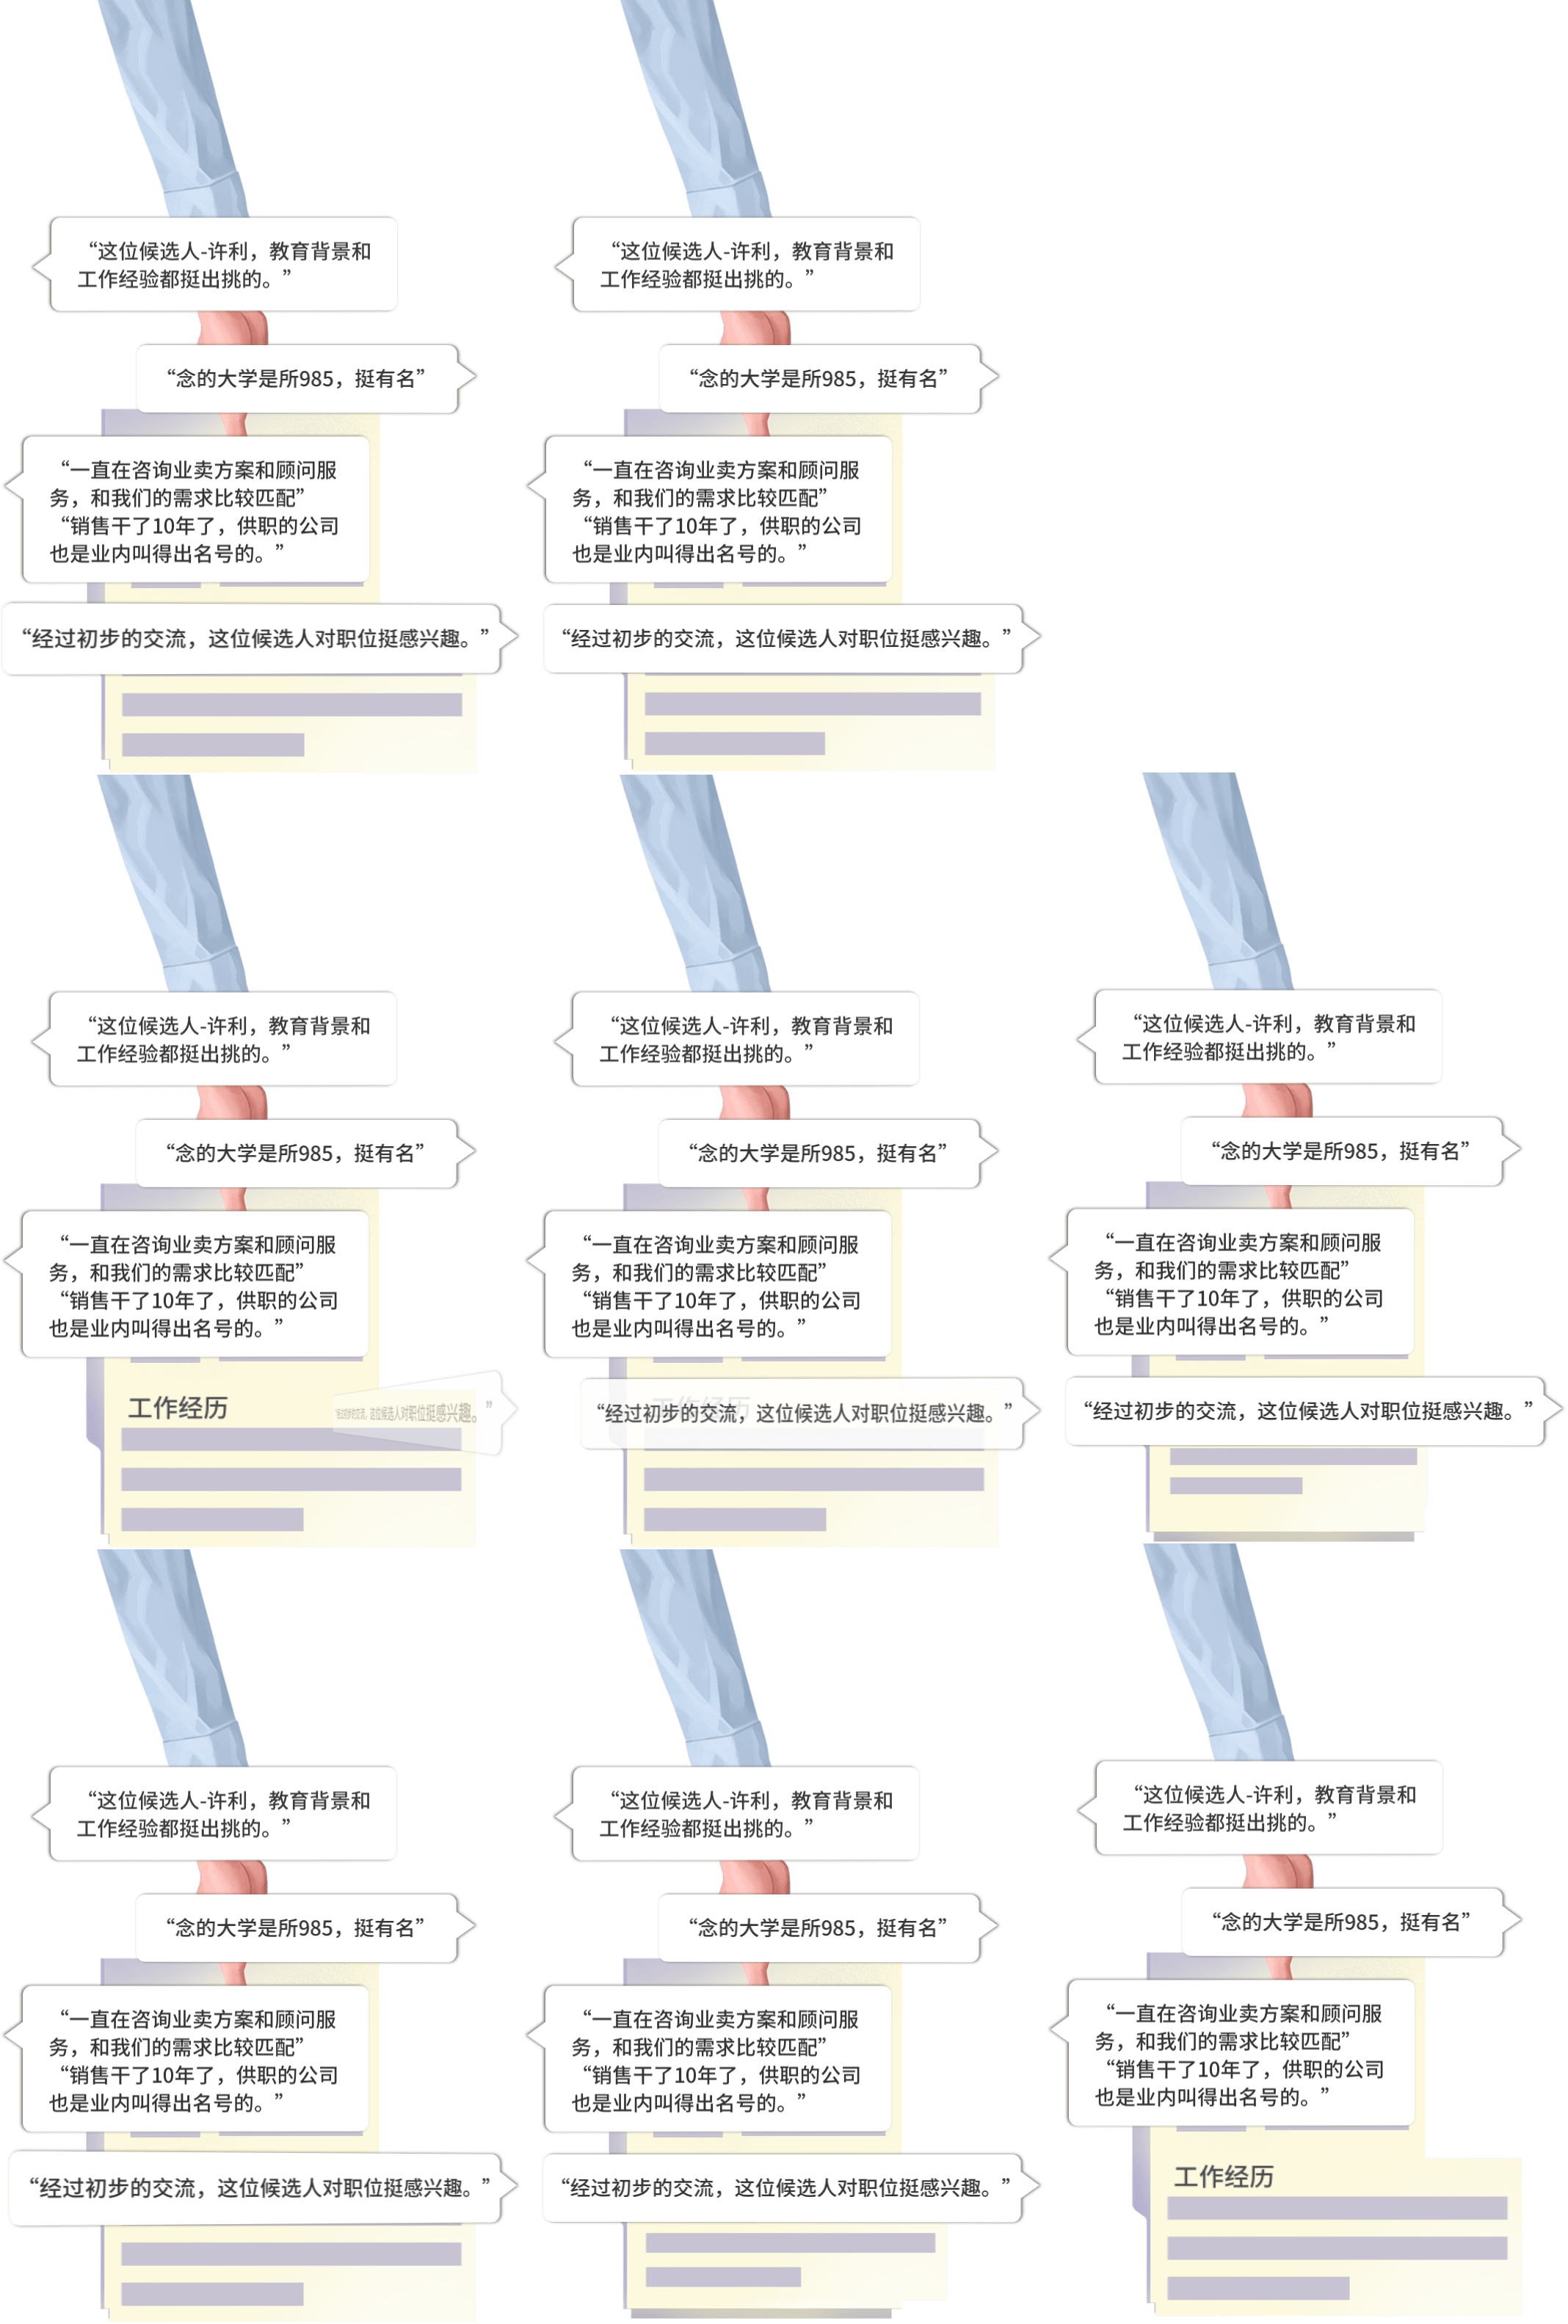 “这位候选人-许利，教育背景和
工作经验都挺出挑的。”
“念的大学是所985，挺有名”
“一直在咨询业卖方案和顾问服
务，和我们的需求比较匹配”
“销售干了10年了，供职的公司
也是业内叫得出名号的。”
“经过初步的交流，这位候选人对职位挺感兴趣。”
“这位候选人-许利，教育背景和
工作经验都挺出挑的。”
“念的大学是所985，挺有名”
“一直在咨询业卖方案和顾问服
务，和我们的需求比较匹配”
“销售干了10年了，供职的公司
也是业内叫得出名号的。”
“经过初步的交流，这位候选人对职位挺感兴趣。”
“这位候选人-许利，教育背景和
工作经验都挺出挑的。”
“念的大学是所985，挺有名”
“一直在咨询业卖方案和顾问服
务，和我们的需求比较匹配”
“销售干了10年了，供职的公司
也是业内叫得出名号的。”
工作经历
“经过初步的交流，这位候选人对职位挺感兴趣。”
“这位候选人-许利，教育背景和
工作经验都挺出挑的。”
“念的大学是所985，挺有名”
“一直在咨询业卖方案和顾问服
务，和我们的需求比较匹配”
“销售干了10年了，供职的公司
也是业内叫得出名号的。”
工作经历
“经过初步的交流，这位候选人对职位挺感兴趣。”
“这位候选人-许利，教育背景和
工作经验都挺出挑的。”
“念的大学是所985，挺有名”
“一直在咨询业卖方案和顾问服
务，和我们的需求比较匹配”
“销售干了10年了，供职的公司
也是业内叫得出名号的。”
“经过初步的交流，这位候选人对职位挺感兴趣。”
“这位候选人-许利，教育背景和
工作经验都挺出挑的。”
“念的大学是所985，挺有名”
“一直在咨询业卖方案和顾问服
务，和我们的需求比较匹配”
“销售干了10年了，供职的公司
也是业内叫得出名号的。”
“经过初步的交流，这位候选人对职位挺感兴趣。”
“这位候选人-许利，教育背景和
工作经验都挺出挑的。”
“念的大学是所985，挺有名”
“一直在咨询业卖方案和顾问服
务，和我们的需求比较匹配”
“销售干了10年了，供职的公司
也是业内叫得出名号的。”
“经过初步的交流，这位候选人对职位挺感兴趣。”
“这位候选人-许利，教育背景和
工作经验都挺出挑的。”
“念的大学是所985，挺有名”
“一直在咨询业卖方案和顾问服
务，和我们的需求比较匹配”
“销售干了10年了，供职的公司
也是业内叫得出名号的。”
工作经历